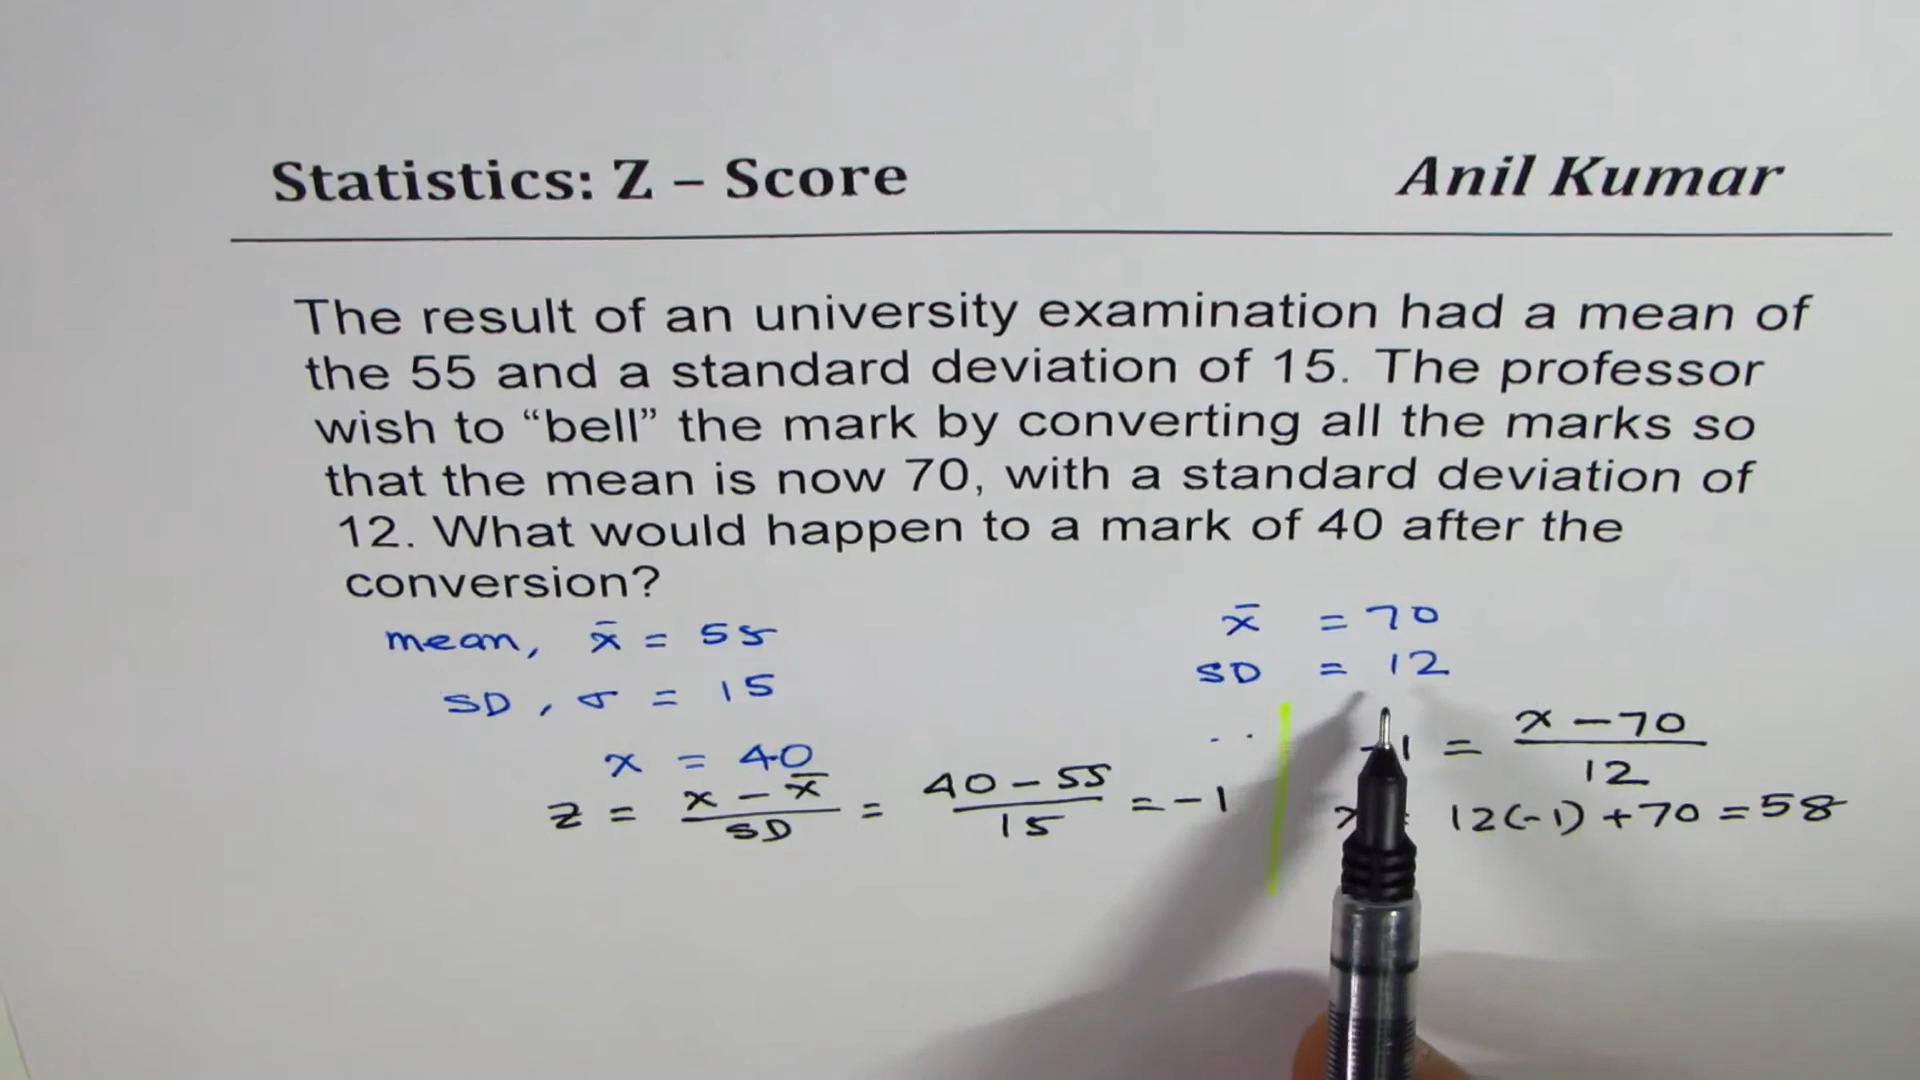 Statistics: Z – Score
Anil Kumar
The result of an university examination had a mean of
the 55 and a standard deviation of 15. The professor
wish to “bell” the mark by converting all the marks so
that the mean is now 70, with a standard deviation of
12. What would happen to a mark of 40 after the
conversion?
mean, x̄ = 55
SD, σ = 15
x = 40
z = (x – x̄)/SD = (40 – 55)/15 = -1
x̄ = 70
SD = 12
-1 = (x – 70)/12
= 12(-1) + 70 = 58